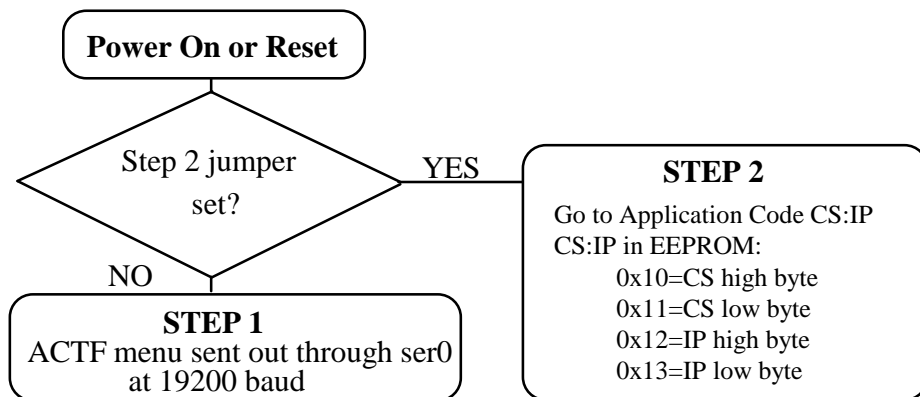 Power On or Reset
Step 2 jumper
set?
YES
NO
STEP 1
ACTF menu sent out through ser0
at 19200 baud
STEP 2
Go to Application Code CS:IP
CS:IP in EEPROM:
0x10=CS high byte
0x11=CS low byte
0x12=IP high byte
0x13=IP low byte